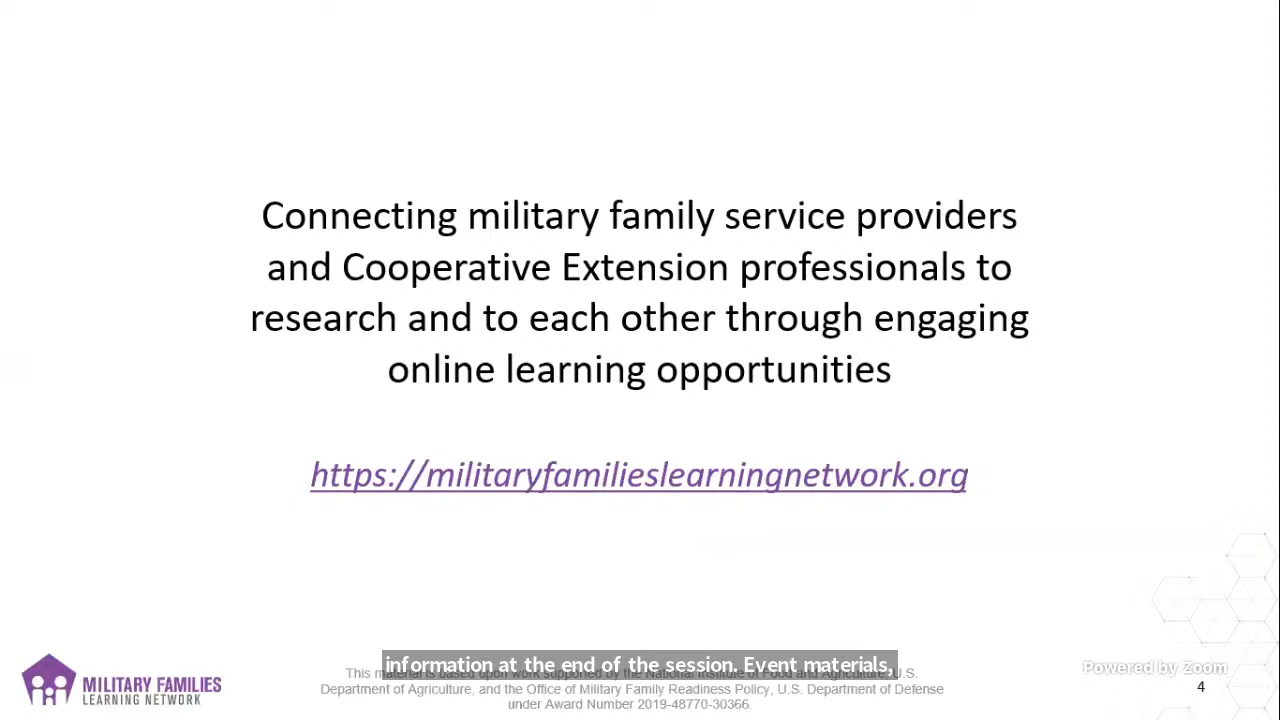 Connecting military family service providers
and Cooperative Extension professionals to
research and to each other through engaging
online learning opportunities
https://militaryfamilieslearningnetwork.org
information at the end of the session. Event materials,
This material is based upon work supported by the National Institute of Food and Agriculture, U.S.
Department of Agriculture, and the Office of Military Family Readiness Policy, U.S. Department of Defense
under Award Number 2019-48770-30366.
MILITARY FAMILIES
LEARNING NETWORK
Powered by Zoom
4